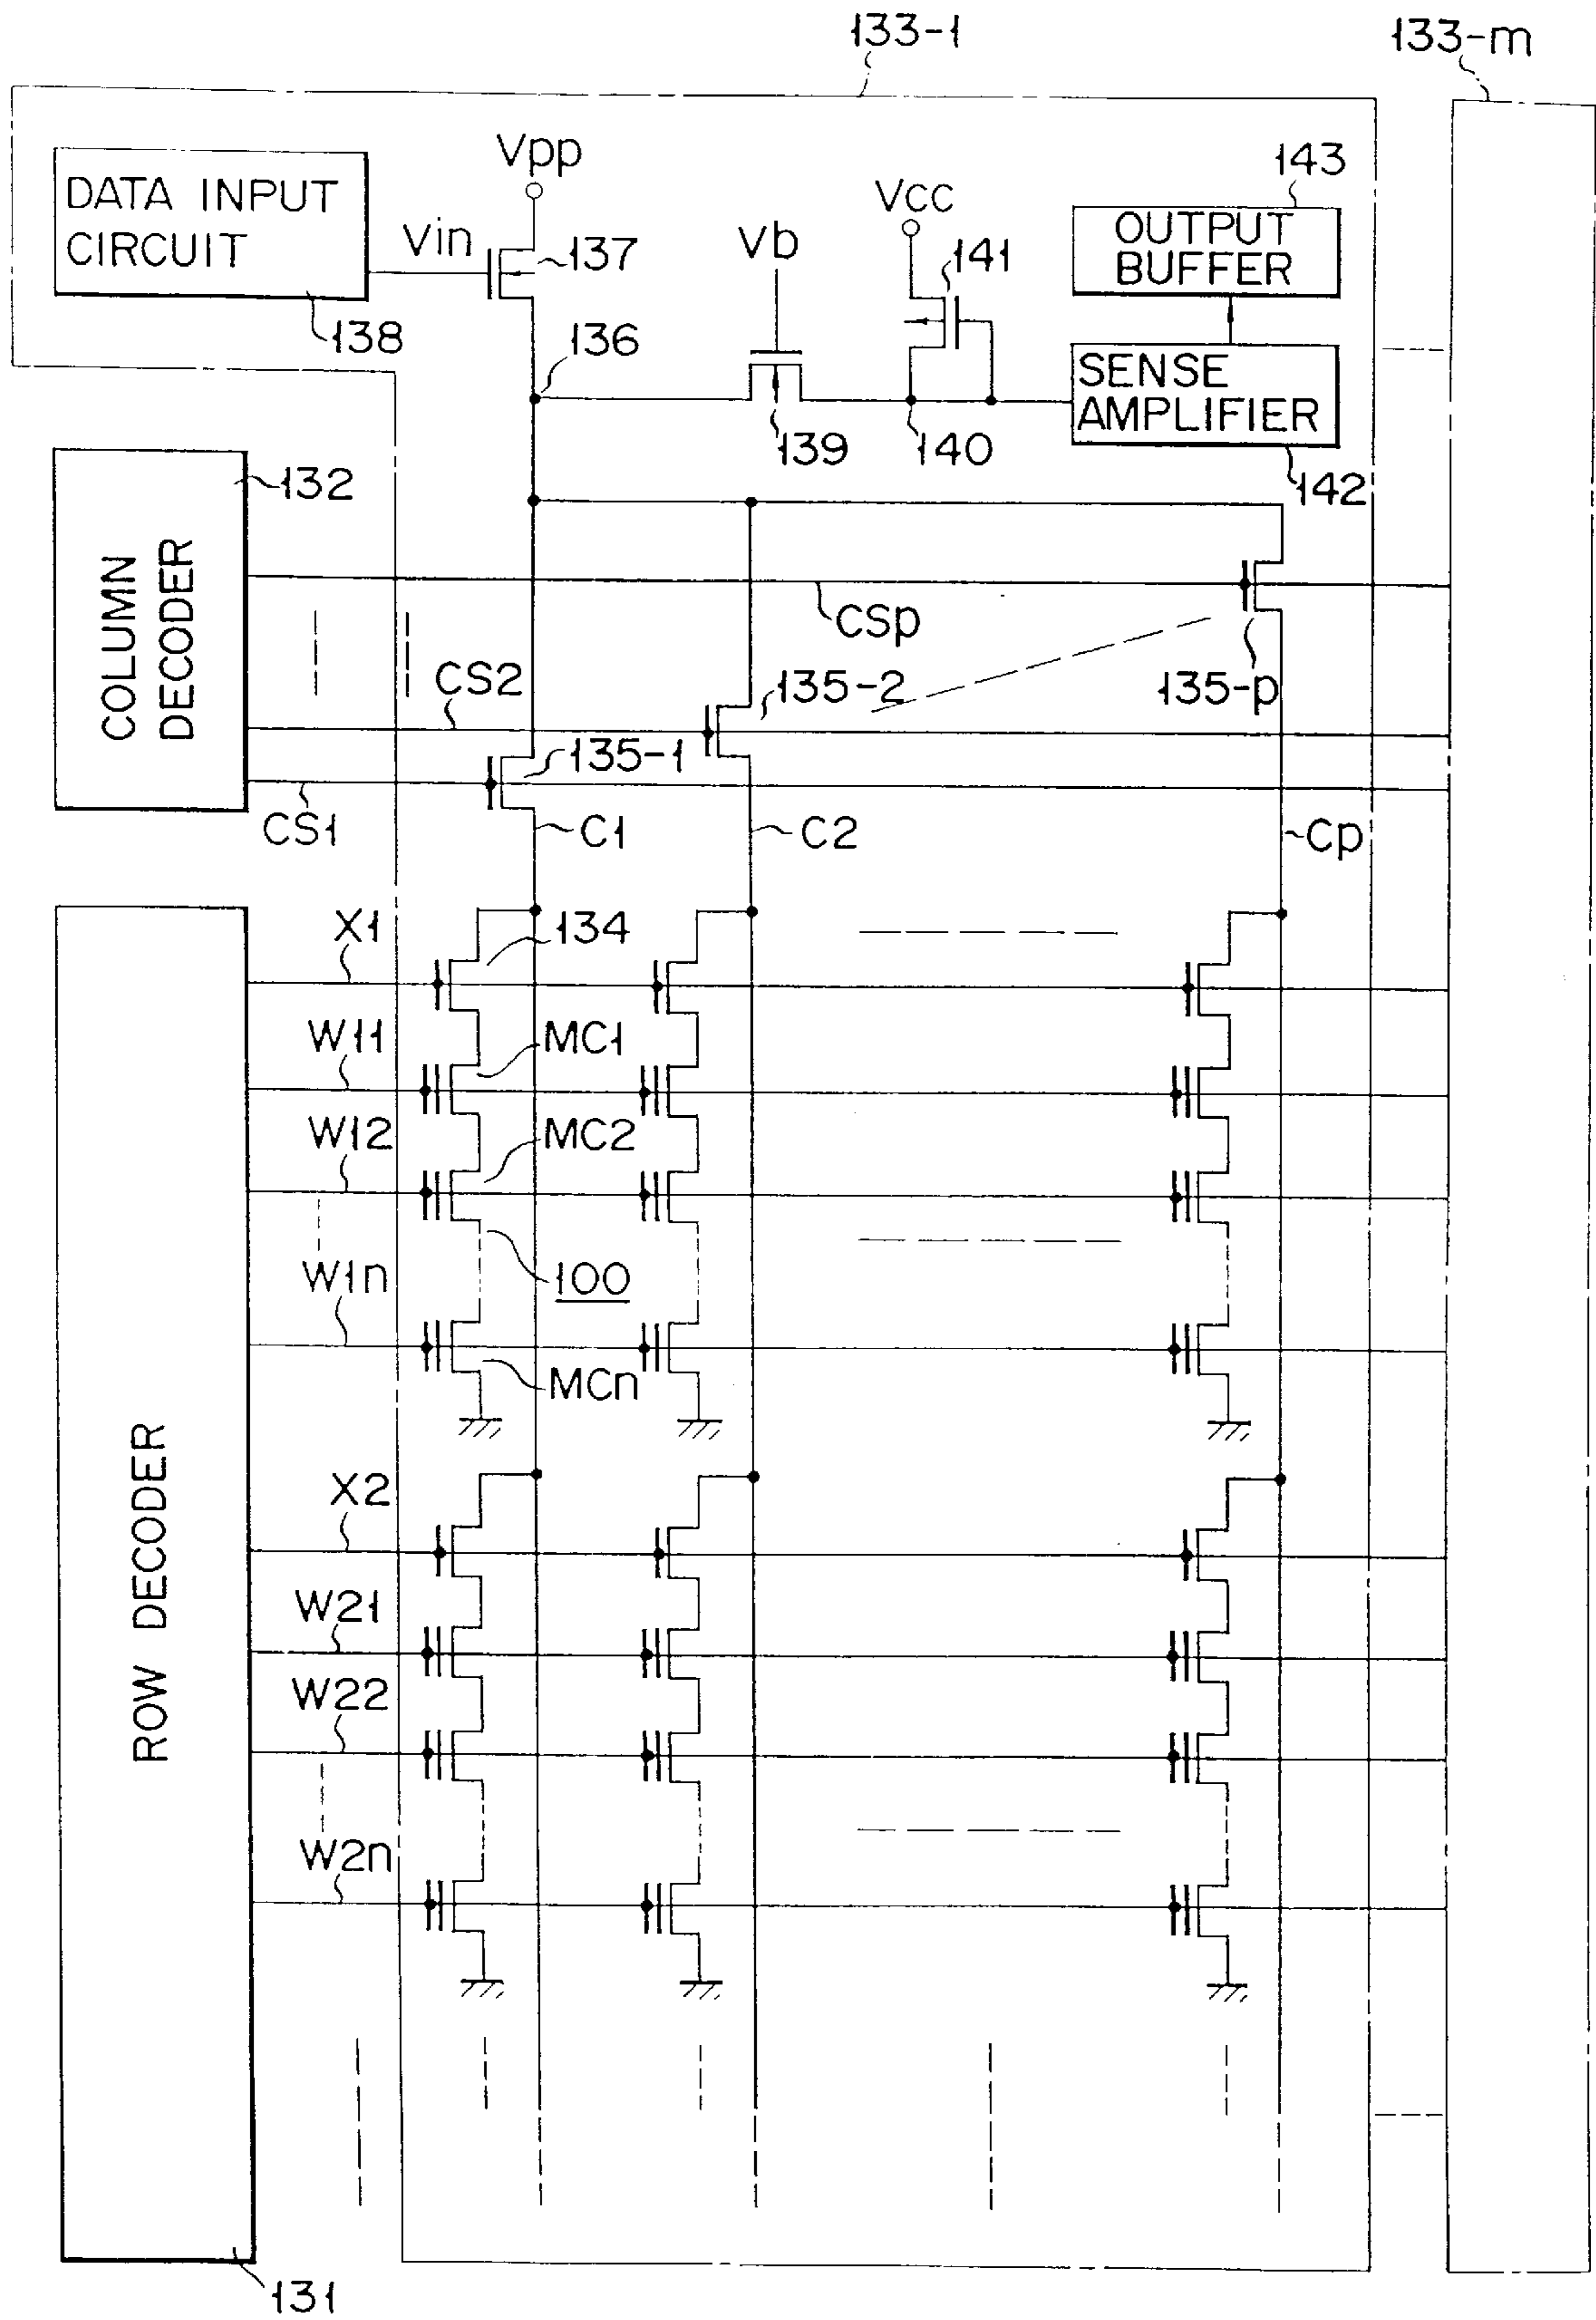 133-1
133-m
Vpp
143
DATA INPUT
CIRCUIT
Vin
137
Vcc
OUTPUT
BUFFER
Vb
141
138
136
SENSE
AMPLIFIER
139
140
142
132
COLUMN
DECODER
CSp
CS2
135-2
135-p
135-1
CS1
C1
C2
Cp
X1
134
W11
MC1
W12
MC2
W1n
100
MCn
ROW DECODER
X2
W21
W22
W2n
131